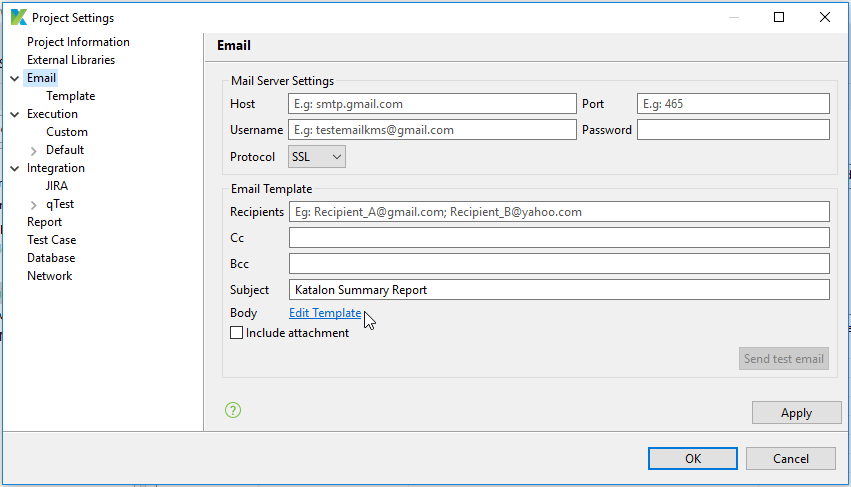 Project Settings
Project Information
External Libraries
Email
Template
Execution
Custom
Default
Integration
JIRA
qTest
Report
Test Case
Database
Network
Email
Mail Server Settings
Host E.g: smtp.gmail.com Port E.g: 465
Username E.g: testemailkms@gmail.com Password
Protocol SSL
Email Template
Recipients Eg: Recipient_A@gmail.com; Recipient_B@yahoo.com
Cc
Bcc
Subject Katalon Summary Report
Body Edit Template
Include attachment
Send test email
?
Apply
OK Cancel